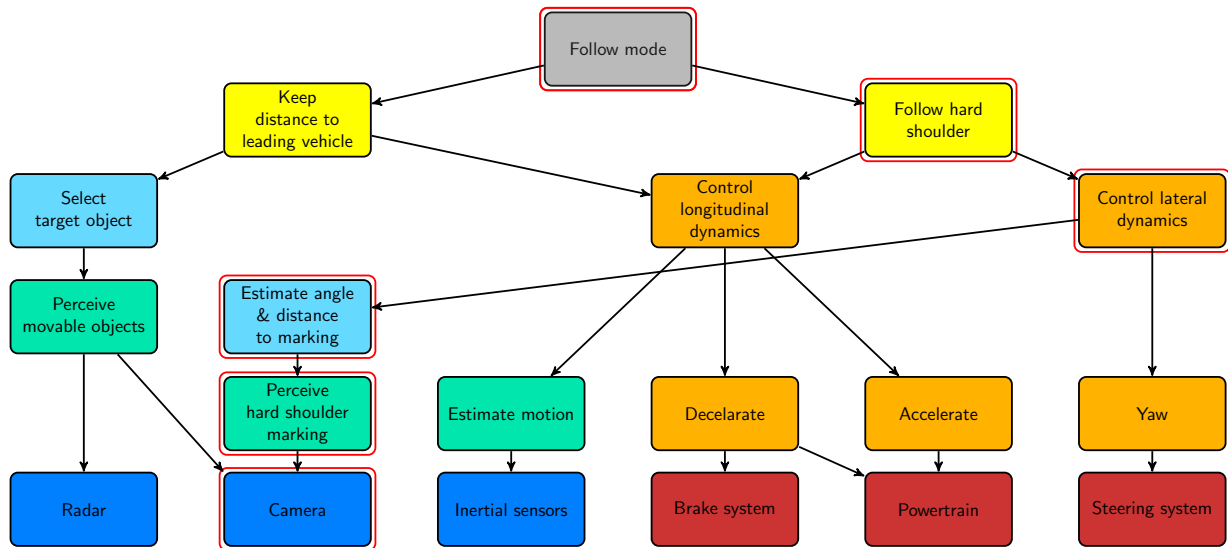 Follow mode
Keep
distance to
leading vehicle
Follow hard
shoulder
Select
target object
Control
longitudinal
dynamics
Control lateral
dynamics
Perceive
movable objects
Estimate angle
& distance
to marking
Perceive
hard shoulder
marking
Estimate motion
Decelarate
Accelerate
Yaw
Radar
Camera
Inertial sensors
Brake system
Powertrain
Steering system